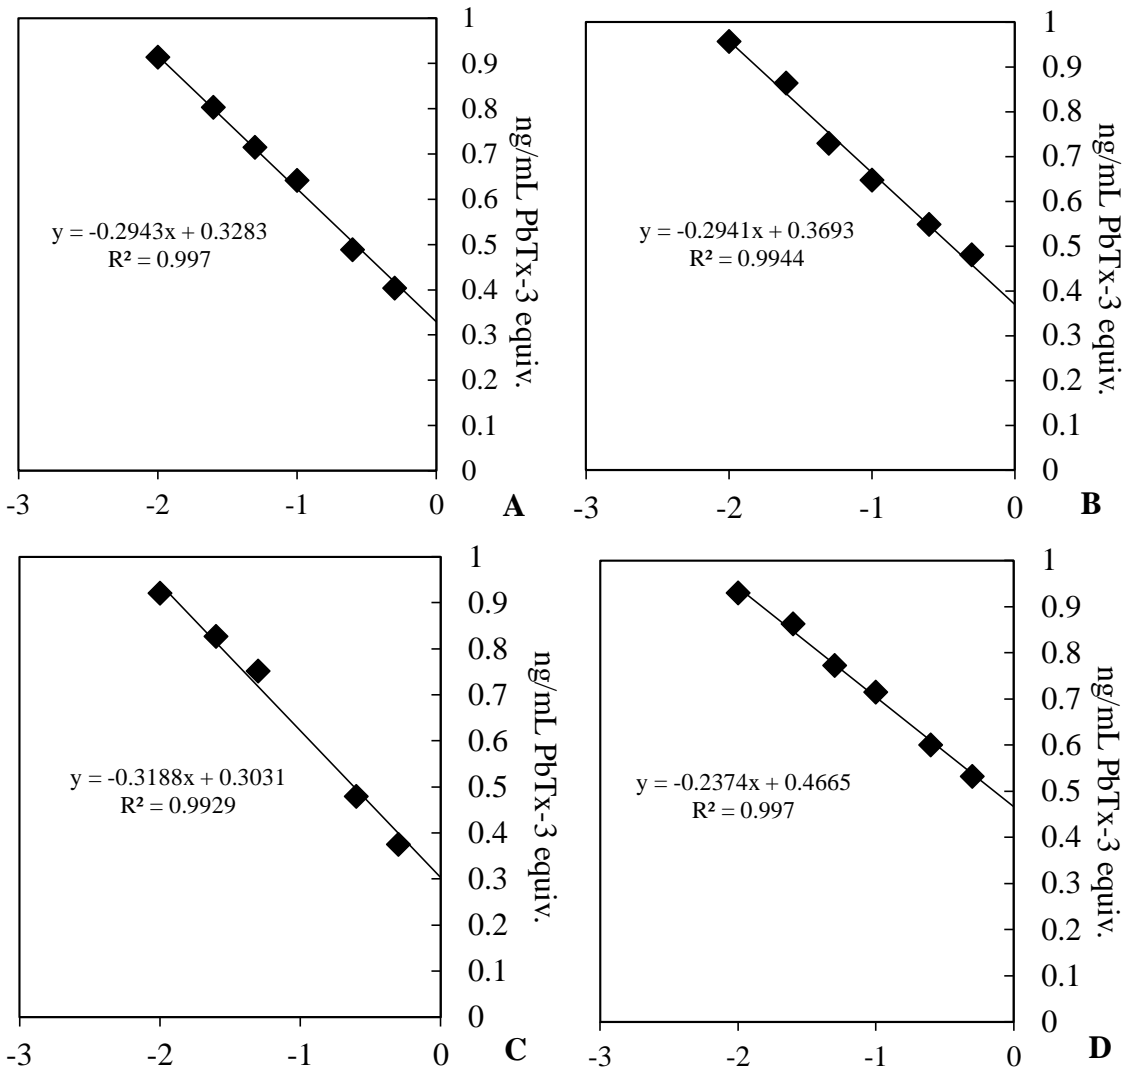 1
0.9
0.8
0.7
0.6
0.5
0.4
0.3
0.2
0.1
0
ng/mL PbTx-3 equiv.
y = -0.2943x + 0.3283
R² = 0.997
-3 -2 -1 0
A
1
0.9
0.8
0.7
0.6
0.5
0.4
0.3
0.2
0.1
0
ng/mL PbTx-3 equiv.
y = -0.2941x + 0.3693
R² = 0.9944
-3 -2 -1 0
B
1
0.9
0.8
0.7
0.6
0.5
0.4
0.3
0.2
0.1
0
ng/mL PbTx-3 equiv.
y = -0.3188x + 0.3031
R² = 0.9929
-3 -2 -1 0
C
1
0.9
0.8
0.7
0.6
0.5
0.4
0.3
0.2
0.1
0
ng/mL PbTx-3 equiv.
y = -0.2374x + 0.4665
R² = 0.997
-3 -2 -1 0
D